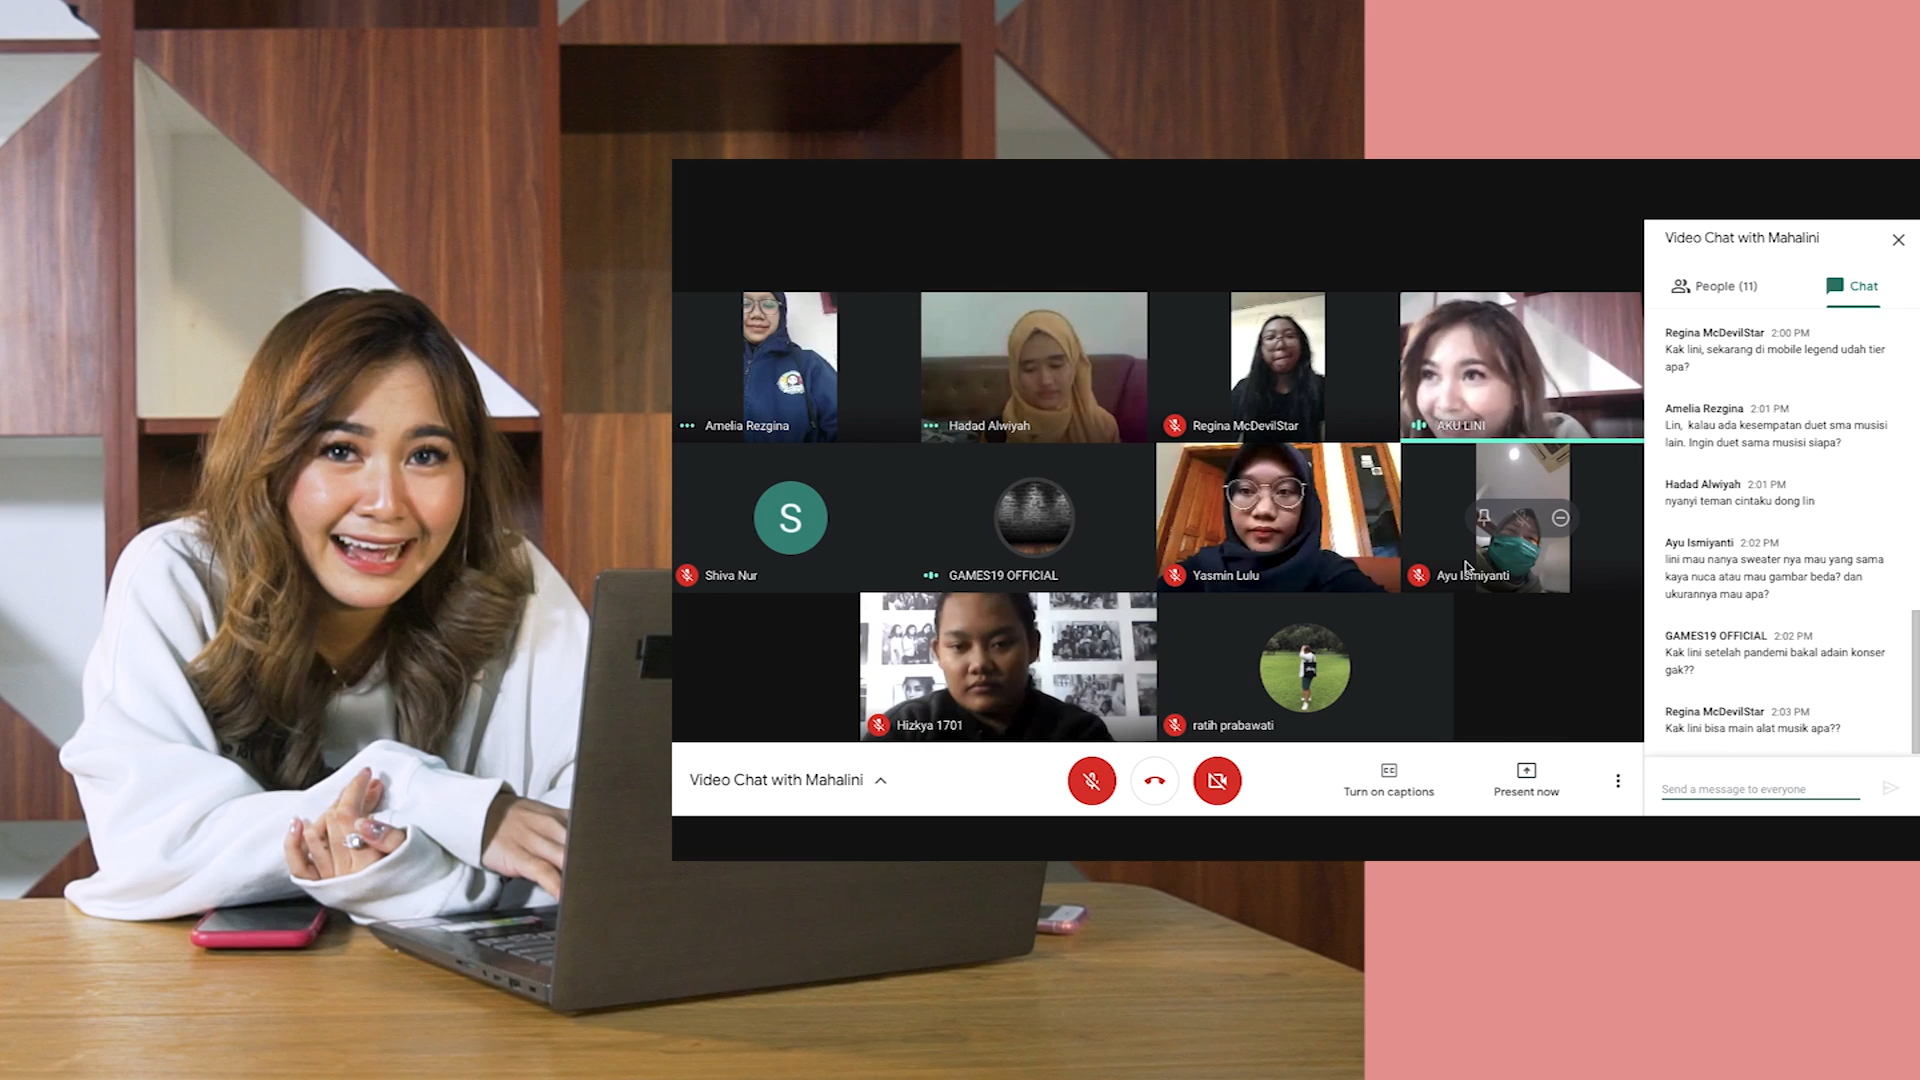 Amelia Rezgina
Hadad Alwiyah
Regina McDevilStar
AKU LINI
S
Shiva Nur
GAMES19 OFFICIAL
Yasmin Lulu
Ayu Ismiyanti
Hizkya 1701
ratih prabawati
Video Chat with Mahalini
Turn on captions
Present now
Video Chat with Mahalini
People (11)
Chat
Regina McDevilStar 2:00 PM
Kak lini, sekarang di mobile legend udah tier
apa?
Amelia Rezgina 2:01 PM
Lin, kalau ada kesempatan duet sma musisi
lain. Ingin duet sama musisi siapa?
Hadad Alwiyah 2:01 PM
nyanyi teman cintaku dong lin
Ayu Ismiyanti 2:02 PM
lini mau nanya sweater nya mau yang sama
kaya nuca atau mau gambar beda? dan
ukurannya mau apa?
GAMES19 OFFICIAL 2:02 PM
Kak lini setelah pandemi bakal adain konser
gak??
Regina McDevilStar 2:03 PM
Kak lini bisa main alat musik apa??
Send a message to everyone